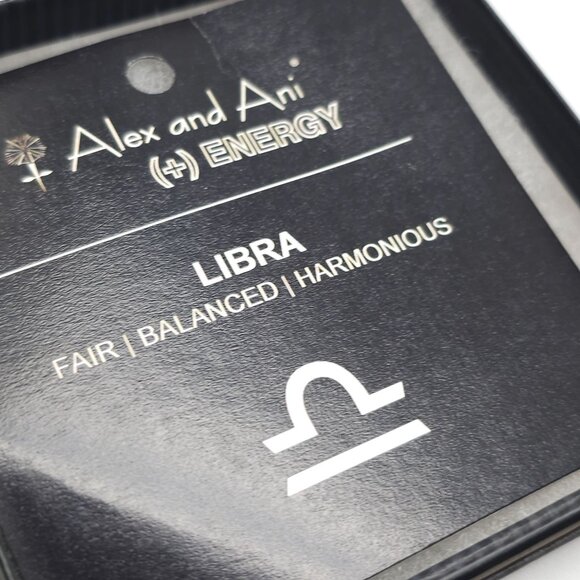 Alex and Ani®
(+) ENERGY
LIBRA
FAIR | BALANCED | HARMONIOUS